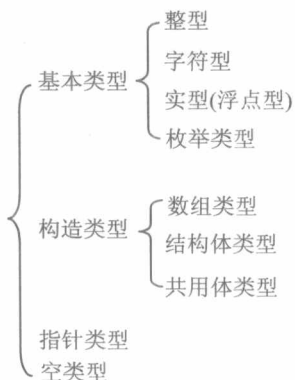 基本类型
整型
字符型
实型(浮点型)
枚举类型
构造类型
数组类型
结构体类型
共用体类型
指针类型
空类型